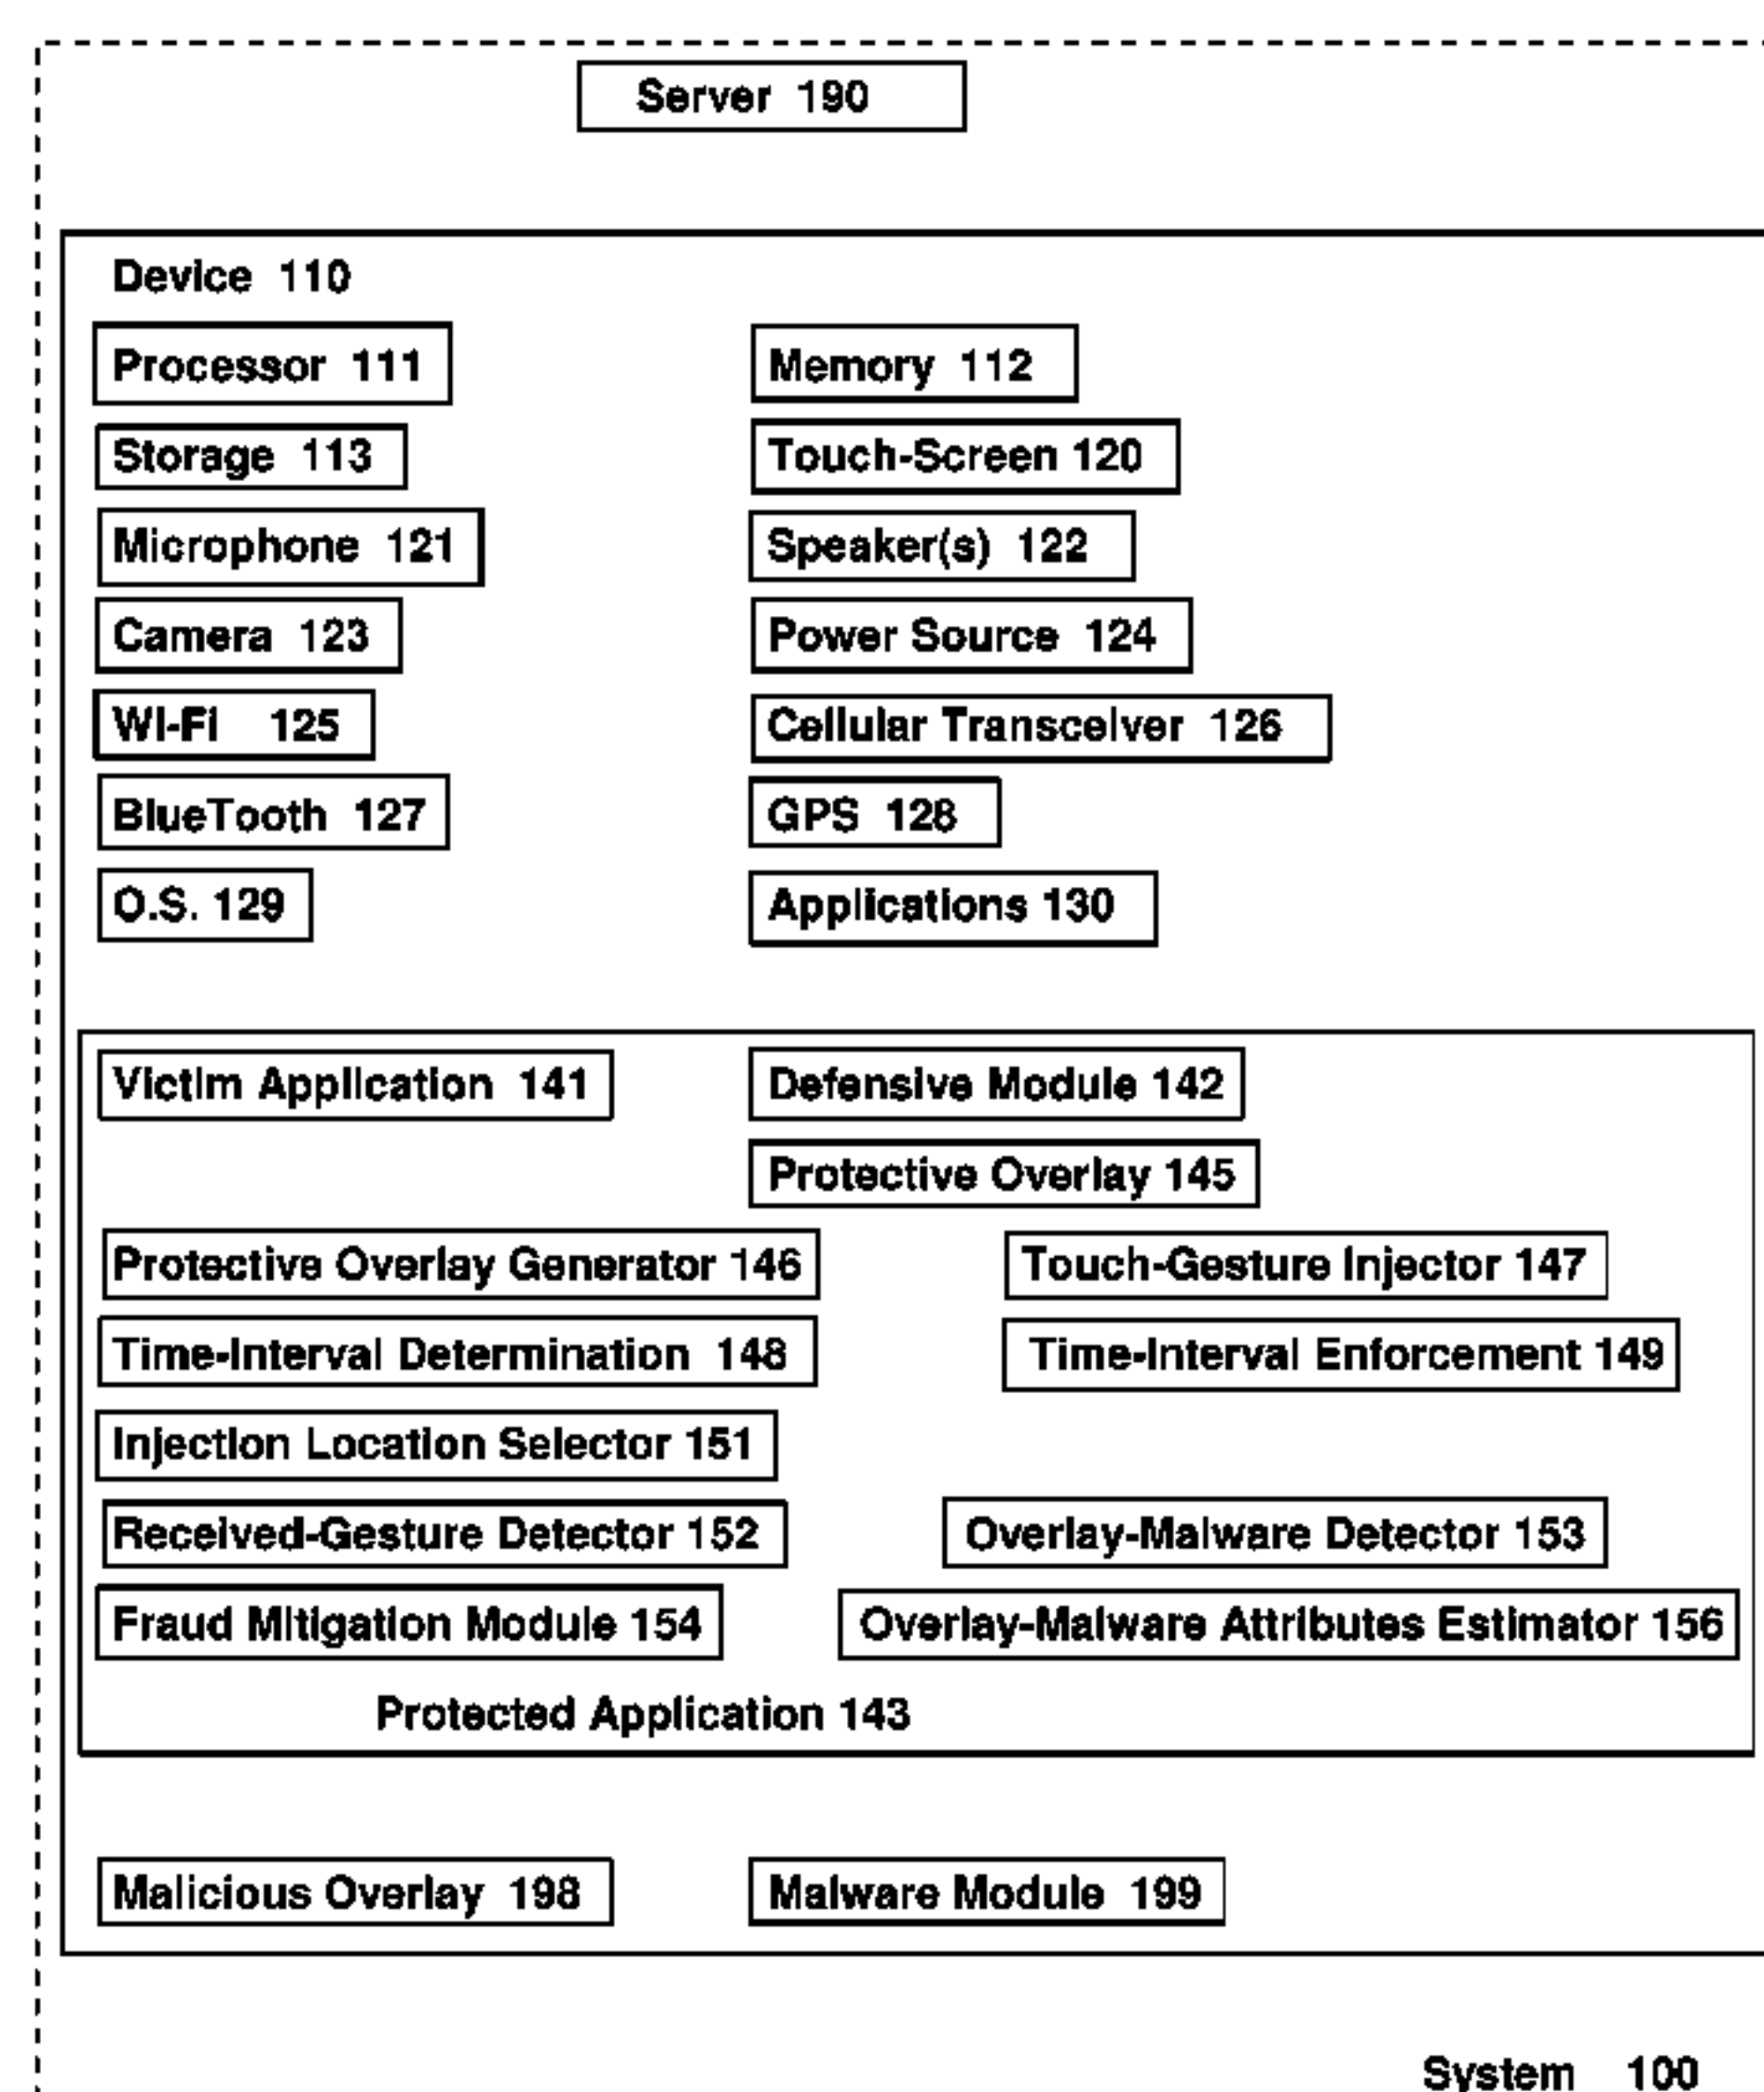 Server 190
Device 110
Processor 111
Memory 112
Storage 113
Touch-Screen 120
Microphone 121
Speaker(s) 122
Camera 123
Power Source 124
Wi-Fi 125
Cellular Transceiver 126
BlueTooth 127
GPS 128
O.S. 129
Applications 130
Victim Application 141
Defensive Module 142
Protective Overlay 145
Protective Overlay Generator 146
Touch-Gesture Injector 147
Time-Interval Determination 148
Time-Interval Enforcement 149
Injection Location Selector 151
Received-Gesture Detector 152
Overlay-Malware Detector 153
Fraud Mitigation Module 154
Overlay-Malware Attributes Estimator 156
Protected Application 143
Malicious Overlay 198
Malware Module 199
System 100